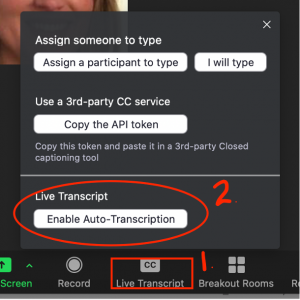 Assign someone to type
Assign a participant to type
I will type
Use a 3rd-party CC service
Copy the API token
Copy this token and paste it in a 3rd-party Closed
captioning tool
Live Transcript
Enable Auto-Transcription
2.
1.
CC
Screen
Record
Live Transcript
Breakout Rooms